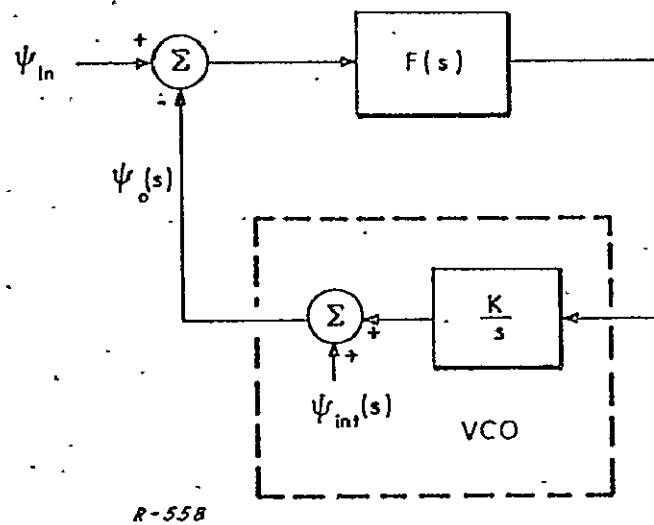 +
ψ_in
Σ
F(s)
-
ψ_o(s)
K/s
Σ
+
+
ψ_int(s)
VCO
R-558